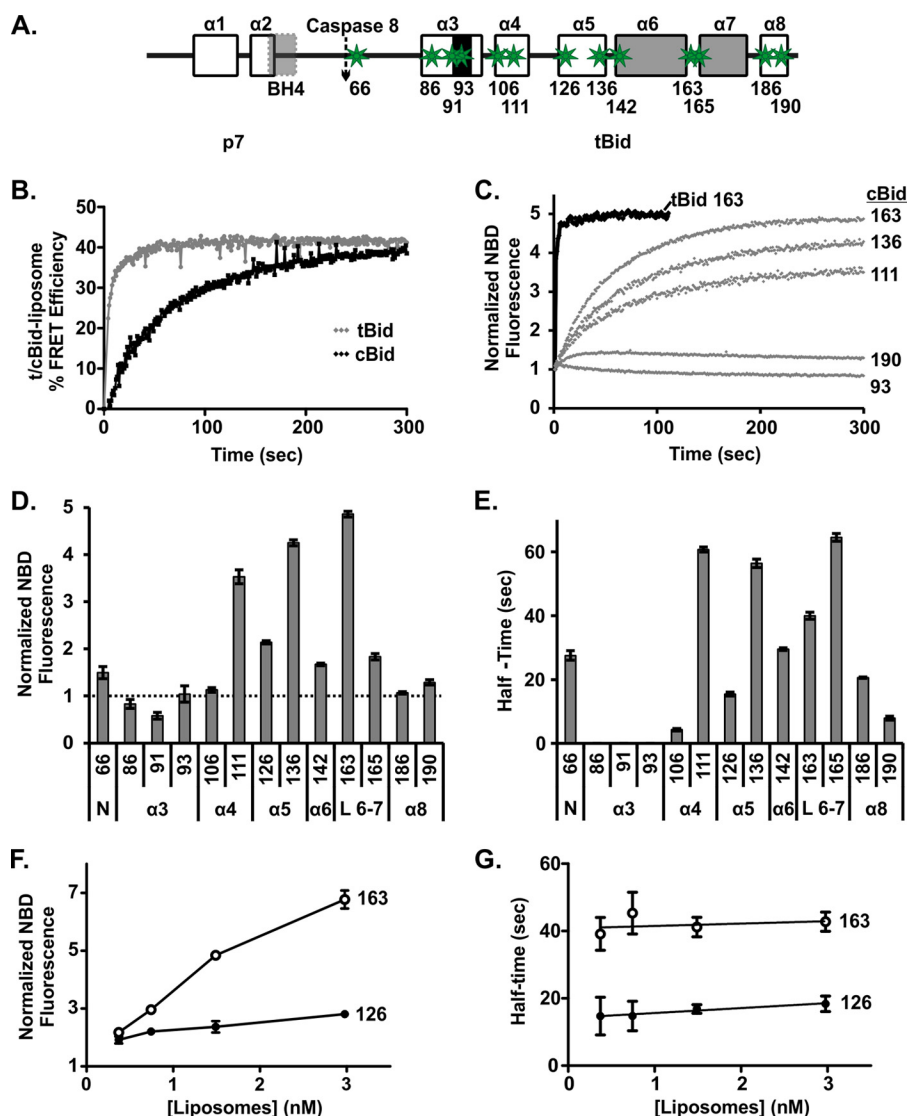 A.
α1 α2 Caspase 8 α3 α4 α5 α6 α7 α8
BH4 66 86 93 106 126 136 163 186
91 111 142 165 190
p7 tBid
B.
t/cBid-liposome
% FRET Efficiency
50
40
30
20
10
0
tBid
cBid
0 100 200 300
Time (sec)
C.
Normalized NBD
Fluorescence
5
4
3
2
1
0
tBid 163
cBid
163
136
111
190
93
0 100 200 300
Time (sec)
D.
Normalized NBD
Fluorescence
5
4
3
2
1
0
66 86 91 93 106 111 126 136 142 163 165 186 190
N α3 α4 α5 α6 L 6-7 α8
E.
Half -Time (sec)
60
40
20
0
66 86 91 93 106 111 126 136 142 163 165 186 190
N α3 α4 α5 α6 L 6-7 α8
F.
Normalized NBD
Fluorescence
7
5
3
1
163
126
0 1 2 3
[Liposomes] (nM)
G.
Half-time (sec)
60
40
20
0
163
126
0 1 2 3
[Liposomes] (nM)